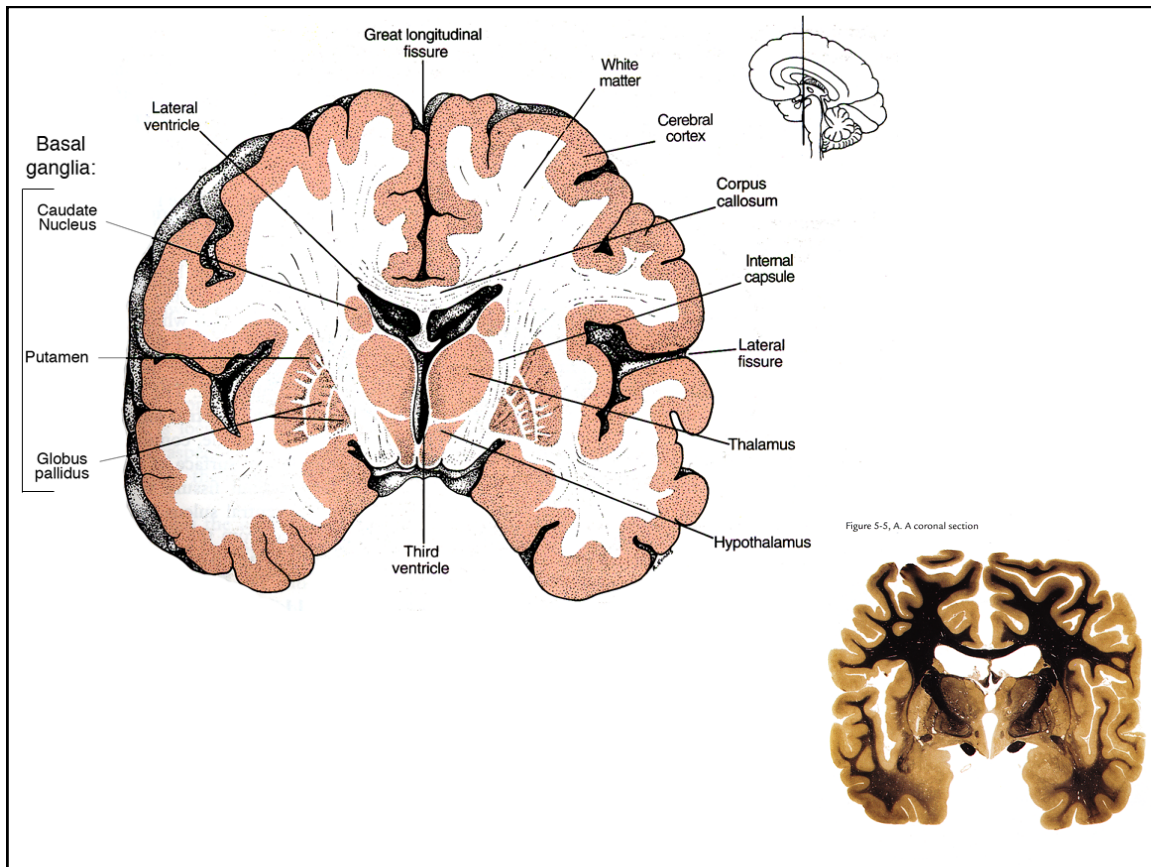 Great longitudinal
fissure
White
matter
Lateral
ventricle
Cerebral
cortex
Basal
ganglia:
Corpus
callosum
Caudate
Nucleus
Internal
capsule
Putamen
Lateral
fissure
Thalamus
Globus
pallidus
Hypothalamus
Third
ventricle
Figure 5-5, A. A coronal section